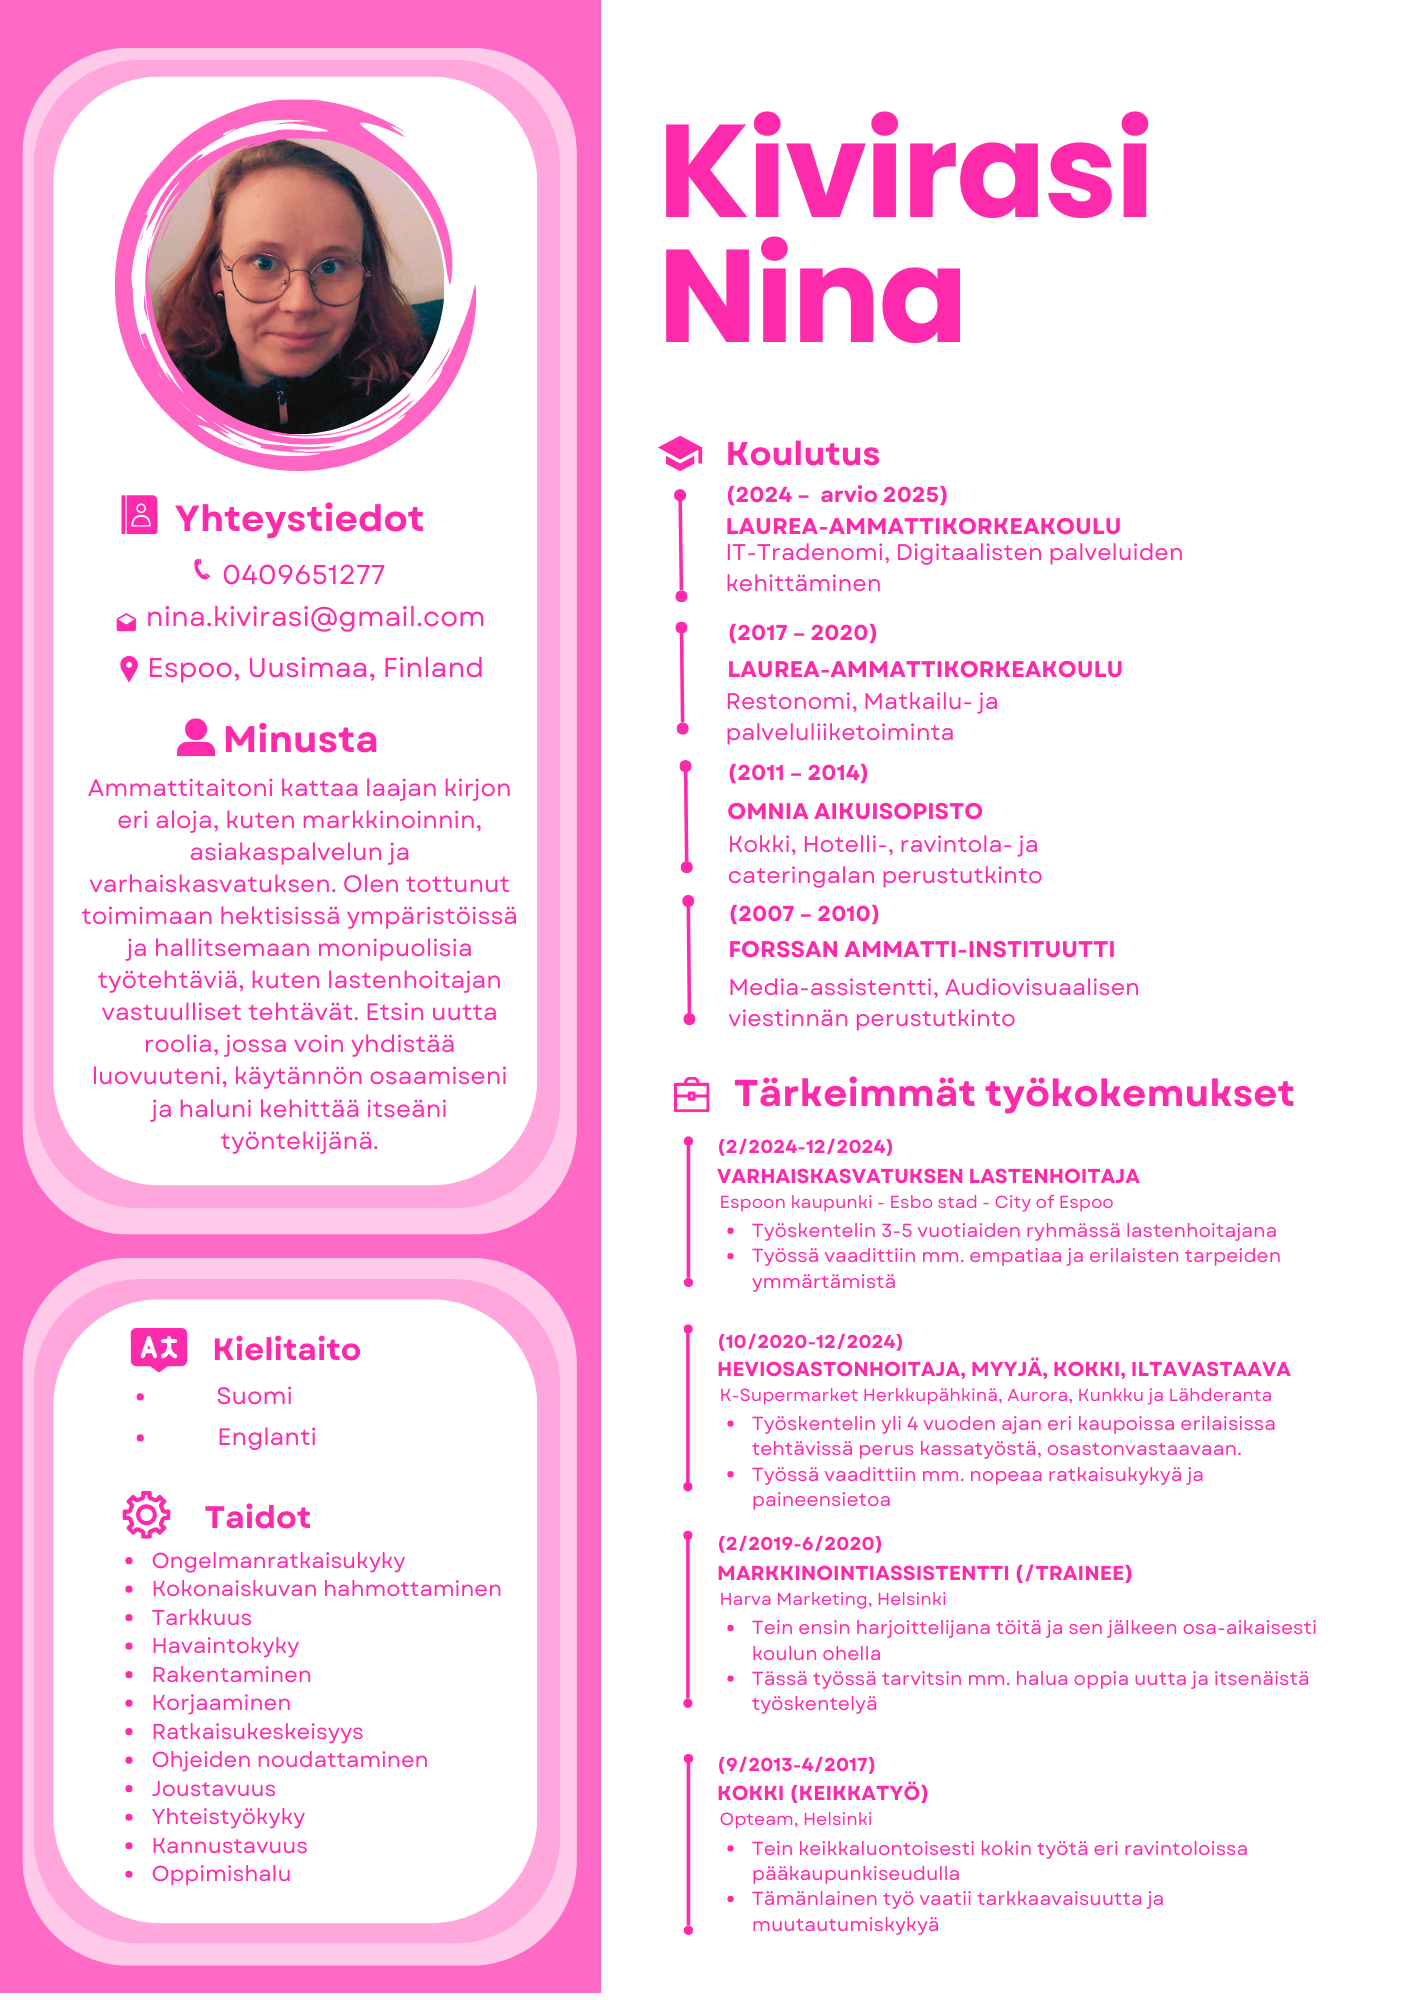 Kivirasi
Nina
Yhteystiedot
0409651277
nina.kivirasi@gmail.com
Espoo, Uusimaa, Finland
Minusta
Ammattitaitoni kattaa laajan kirjon
eri aloja, kuten markkinoinnin,
asiakaspalvelun ja
varhaiskasvatuksen. Olen tottunut
toimimaan hektisissä ympäristöissä
ja hallitsemaan monipuolisia
työtehtäviä, kuten lastenhoitajan
vastuulliset tehtävät. Etsin uutta
roolia, jossa voin yhdistää
luovuuteni, käytännön osaamiseni
ja haluni kehittää itseäni
työntekijänä.
Kielitaito
• Suomi
• Englanti
Taidot
• Ongelmanratkaisukyky
• Kokonaiskuvan hahmottaminen
• Tarkkuus
• Havaintokyky
• Rakentaminen
• Korjaaminen
• Ratkaisukeskeisyys
• Ohjeiden noudattaminen
• Joustavuus
• Yhteistyökyky
• Kannustavuus
• Oppimishalu
Koulutus
(2024 – arvio 2025)
LAUREA-AMMATTIKORKEAKOULU
IT-Tradenomi, Digitaalisten palveluiden
kehittäminen
(2017 – 2020)
LAUREA-AMMATTIKORKEAKOULU
Restonomi, Matkailu- ja
palveluliiketoiminta
(2011 – 2014)
OMNIA AIKUISOPISTO
Kokki, Hotelli-, ravintola- ja
cateringalan perustutkinto
(2007 – 2010)
FORSSAN AMMATTI-INSTITUUTTI
Media-assistentti, Audiovisuaalisen
viestinnän perustutkinto
Tärkeimmät työkokemukset
(2/2024-12/2024)
VARHAISKASVATUKSEN LASTENHOITAJA
Espoon kaupunki - Esbo stad - City of Espoo
• Työskentelin 3-5 vuotiaiden ryhmässä lastenhoitajana
• Työssä vaadittiin mm. empatiaa ja erilaisten tarpeiden
ymmärtämistä
(10/2020-12/2024)
HEVIOSASTONHOITAJA, MYYJÄ, KOKKI, ILTAVASTAAVA
K-Supermarket Herkkupähkinä, Aurora, Kunkku ja Lähderanta
• Työskentelin yli 4 vuoden ajan eri kaupoissa erilaisissa
tehtävissä perus kassatyöstä, osastonvastaavaan.
• Työssä vaadittiin mm. nopeaa ratkaisukykyä ja
paineensietoa
(2/2019-6/2020)
MARKKINOINTIASSISTENTTI (/TRAINEE)
Harva Marketing, Helsinki
• Tein ensin harjoittelijana töitä ja sen jälkeen osa-aikaisesti
koulun ohella
• Tässä työssä tarvitsin mm. halua oppia uutta ja itsenäistä
työskentelyä
(9/2013-4/2017)
KOKKI (KEIKKATYÖ)
Opteam, Helsinki
• Tein keikkaluontoisesti kokin työtä eri ravintoloissa
pääkaupunkiseudulla
• Tämänlainen työ vaatii tarkkaavaisuutta ja
muutautumiskykyä